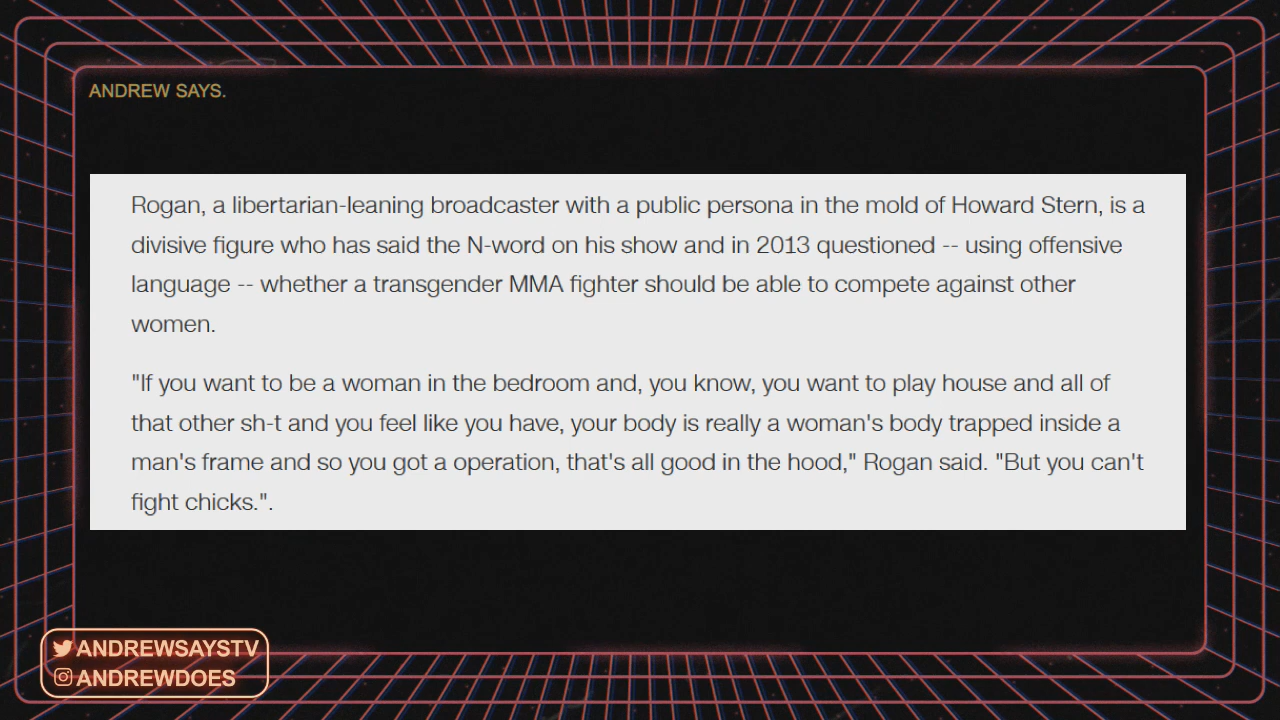 ANDREW SAYS.
Rogan, a libertarian-leaning broadcaster with a public persona in the mold of Howard Stern, is a
divisive figure who has said the N-word on his show and in 2013 questioned -- using offensive
language -- whether a transgender MMA fighter should be able to compete against other
women.
"If you want to be a woman in the bedroom and, you know, you want to play house and all of
that other sh-t and you feel like you have, your body is really a woman's body trapped inside a
man's frame and so you got a operation, that's all good in the hood," Rogan said. "But you can't
fight chicks.".
ANDREWSAYSTV
ANDREWDOES